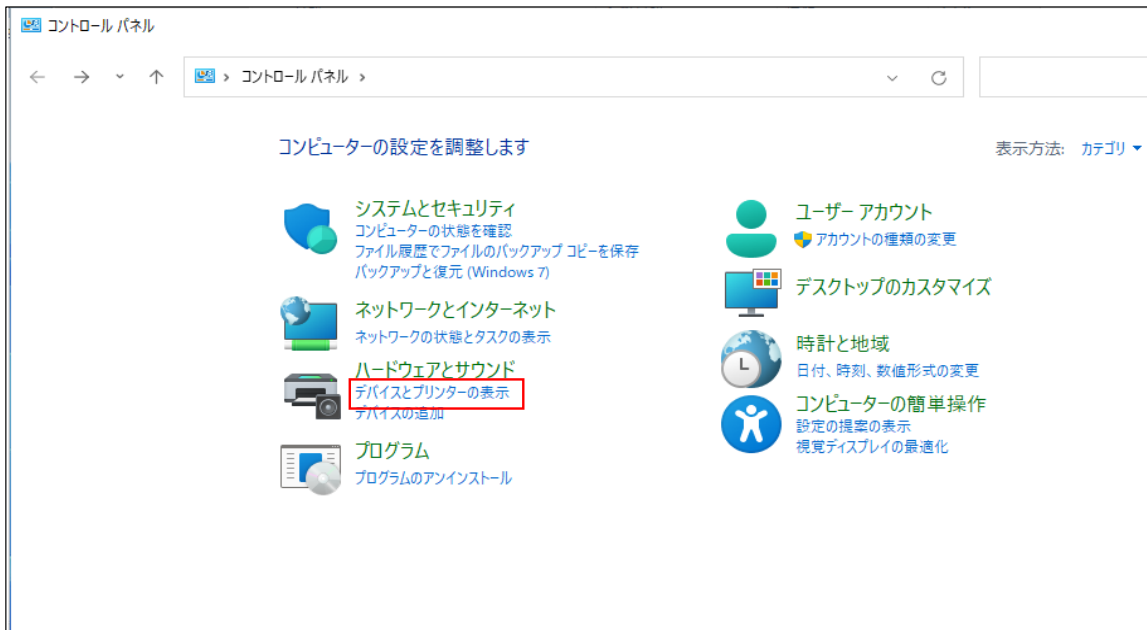 コントロール パネル
コントロール パネル
コンピューターの設定を調整します
表示方法: カテゴリ
システムとセキュリティ
コンピューターの状態を確認
ファイル履歴でファイルのバックアップ コピーを保存
バックアップと復元 (Windows 7)
ネットワークとインターネット
ネットワークの状態とタスクの表示
ハードウェアとサウンド
デバイスとプリンターの表示
デバイスの追加
プログラム
プログラムのアンインストール
ユーザー アカウント
アカウントの種類の変更
デスクトップのカスタマイズ
時計と地域
日付、時刻、数値形式の変更
コンピューターの簡単操作
設定の提案の表示
視覚ディスプレイの最適化